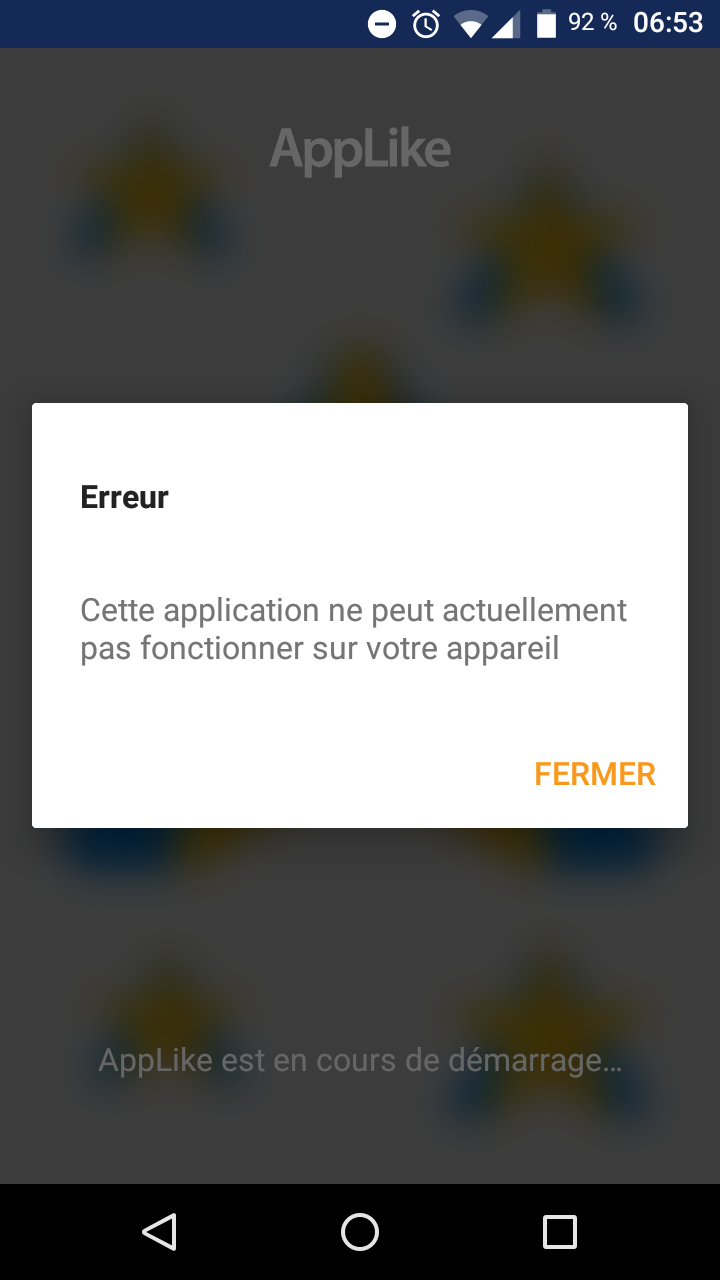 92 % 06:53
AppLike
Erreur
Cette application ne peut actuellement
pas fonctionner sur votre appareil
FERMER
AppLike est en cours de démarrage…